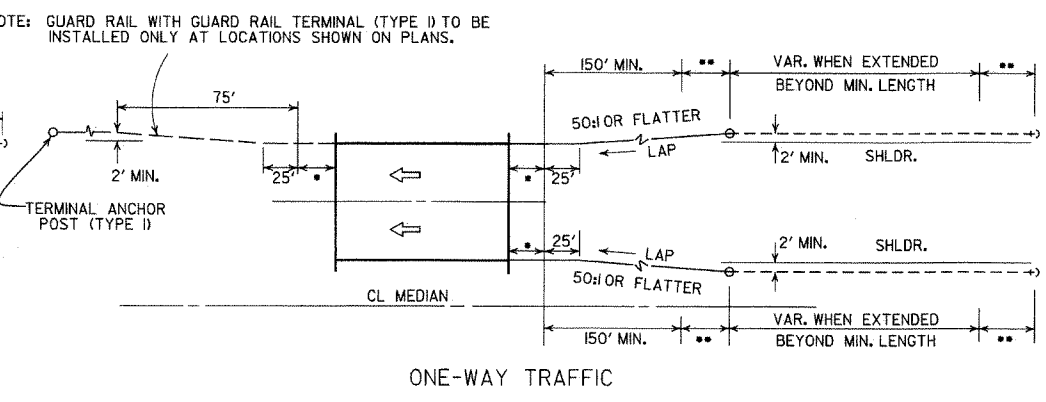 OTE: GUARD RAIL WITH GUARD RAIL TERMINAL (TYPE I) TO BE
INSTALLED ONLY AT LOCATIONS SHOWN ON PLANS.
150' MIN.
**
VAR. WHEN EXTENDED
BEYOND MIN. LENGTH
**
75'
50:1 OR FLATTER
LAP
2' MIN.
SHLDR.
2' MIN.
25'
*
*
25'
TERMINAL ANCHOR
POST (TYPE I)
*
25'
LAP
50:1 OR FLATTER
2' MIN.
SHLDR.
CL MEDIAN
150' MIN.
**
VAR. WHEN EXTENDED
BEYOND MIN. LENGTH
**
ONE-WAY TRAFFIC